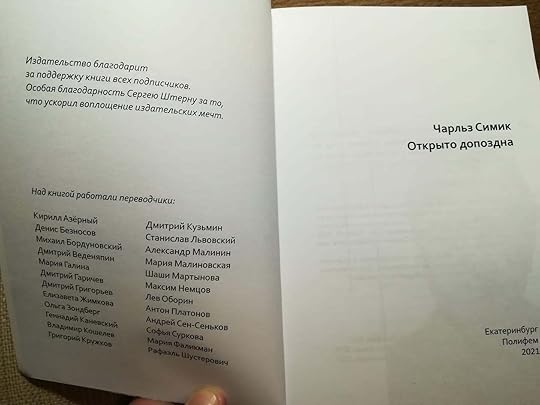 Издательство благодарит
за поддержку книги всех подписчиков.
Особая благодарность Сергею Штерну за то,
что ускорил воплощение издательских мечт.
Над книгой работали переводчики:
Кирилл Азёрный
Денис Безносов
Михаил Бордуновский
Дмитрий Веденяпин
Мария Галина
Дмитрий Гаричев
Дмитрий Григорьев
Елизавета Жимкова
Ольга Зондберг
Геннадий Каневский
Владимир Кошелев
Григорий Кружков
Дмитрий Кузьмин
Станислав Львовский
Александр Малинин
Мария Малиновская
Шаши Мартынова
Максим Немцов
Лев Оборин
Антон Платонов
Андрей Сен-Сеньков
Софья Суркова
Мария Фаликман
Рафаэль Шустерович
Чарльз Симик
Открыто допоздна
Екатеринбург
Полифем
2021